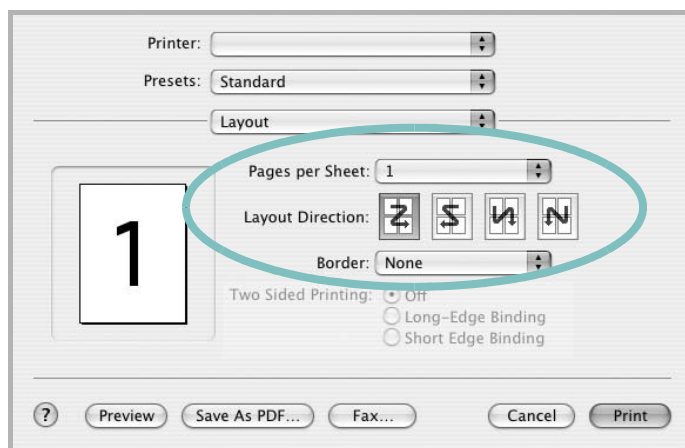 Printer:
Presets: Standard
Layout
Pages per Sheet: 1
Layout Direction:
Border: None
1
Two Sided Printing: Off
Long-Edge Binding
Short Edge Binding
? Preview Save As PDF... Fax... Cancel Print